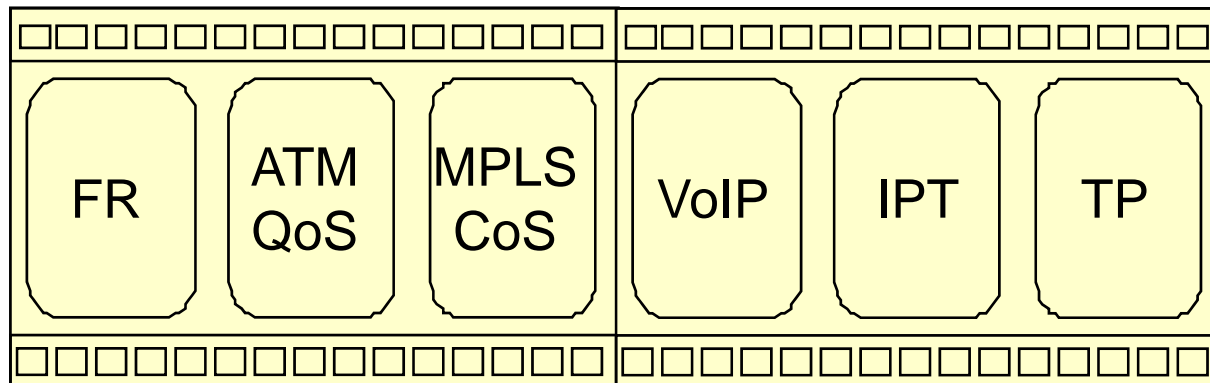 FR
ATM
QoS
MPLS
CoS
VoIP
IPT
TP